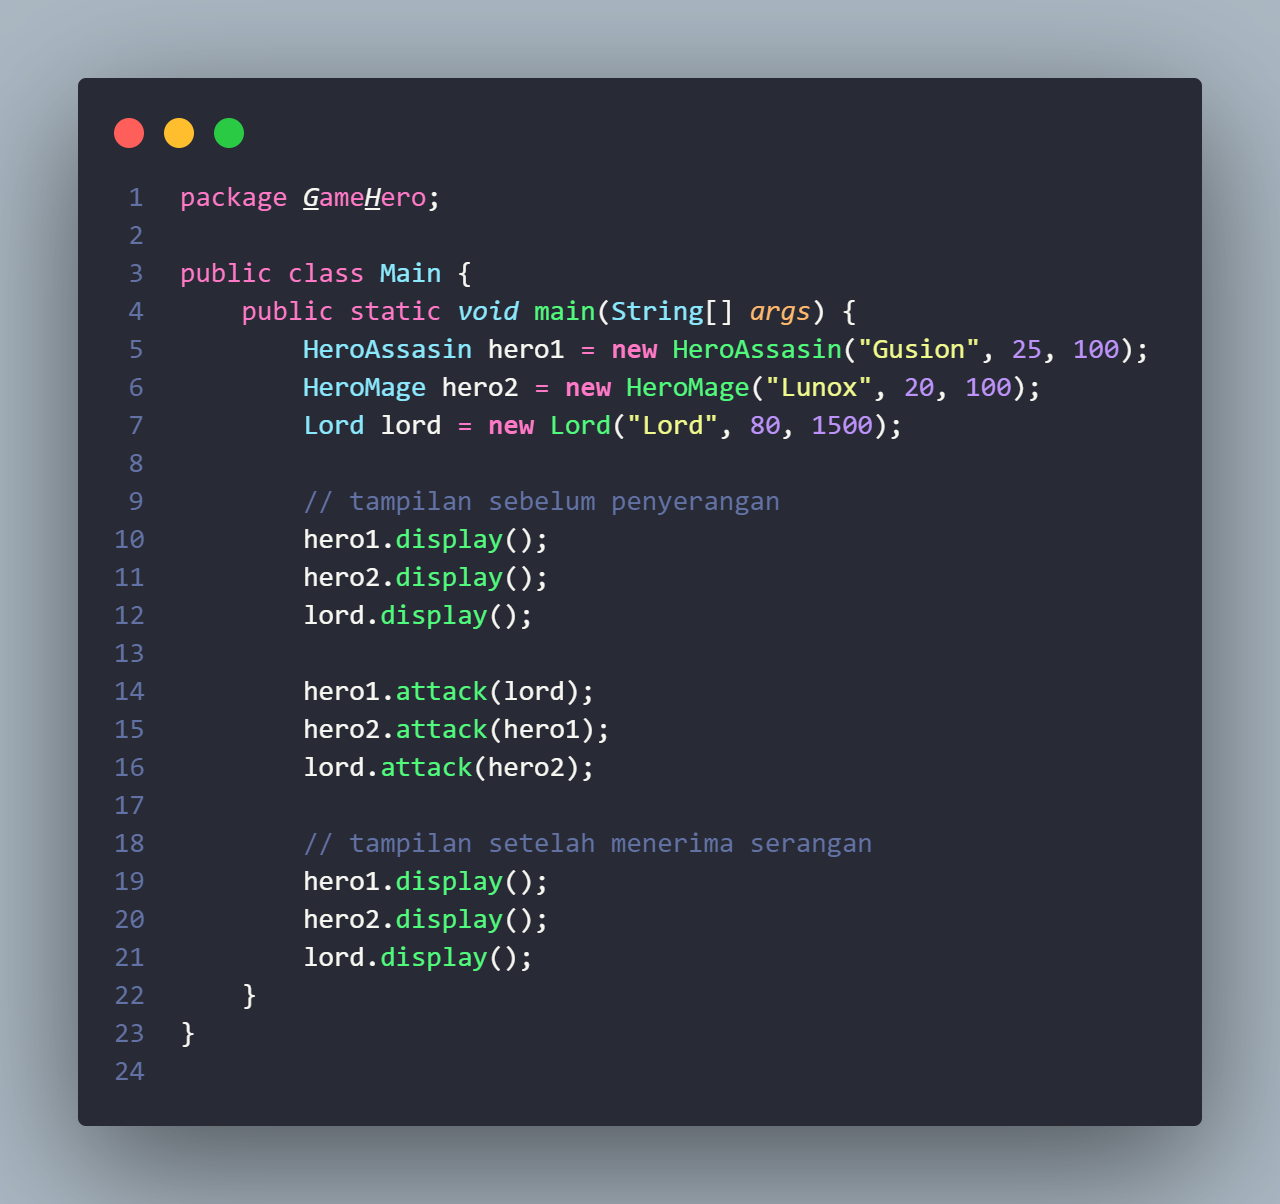 1 package GameHero;
2
3 public class Main {
4     public static void main(String[] args) {
5         HeroAssasin hero1 = new HeroAssasin("Gusion", 25, 100);
6         HeroMage hero2 = new HeroMage("Lunox", 20, 100);
7         Lord lord = new Lord("Lord", 80, 1500);
8
9         // tampilan sebelum penyerangan
10         hero1.display();
11         hero2.display();
12         lord.display();
13
14         hero1.attack(lord);
15         hero2.attack(hero1);
16         lord.attack(hero2);
17
18         // tampilan setelah menerima serangan
19         hero1.display();
20         hero2.display();
21         lord.display();
22     }
23 }
24